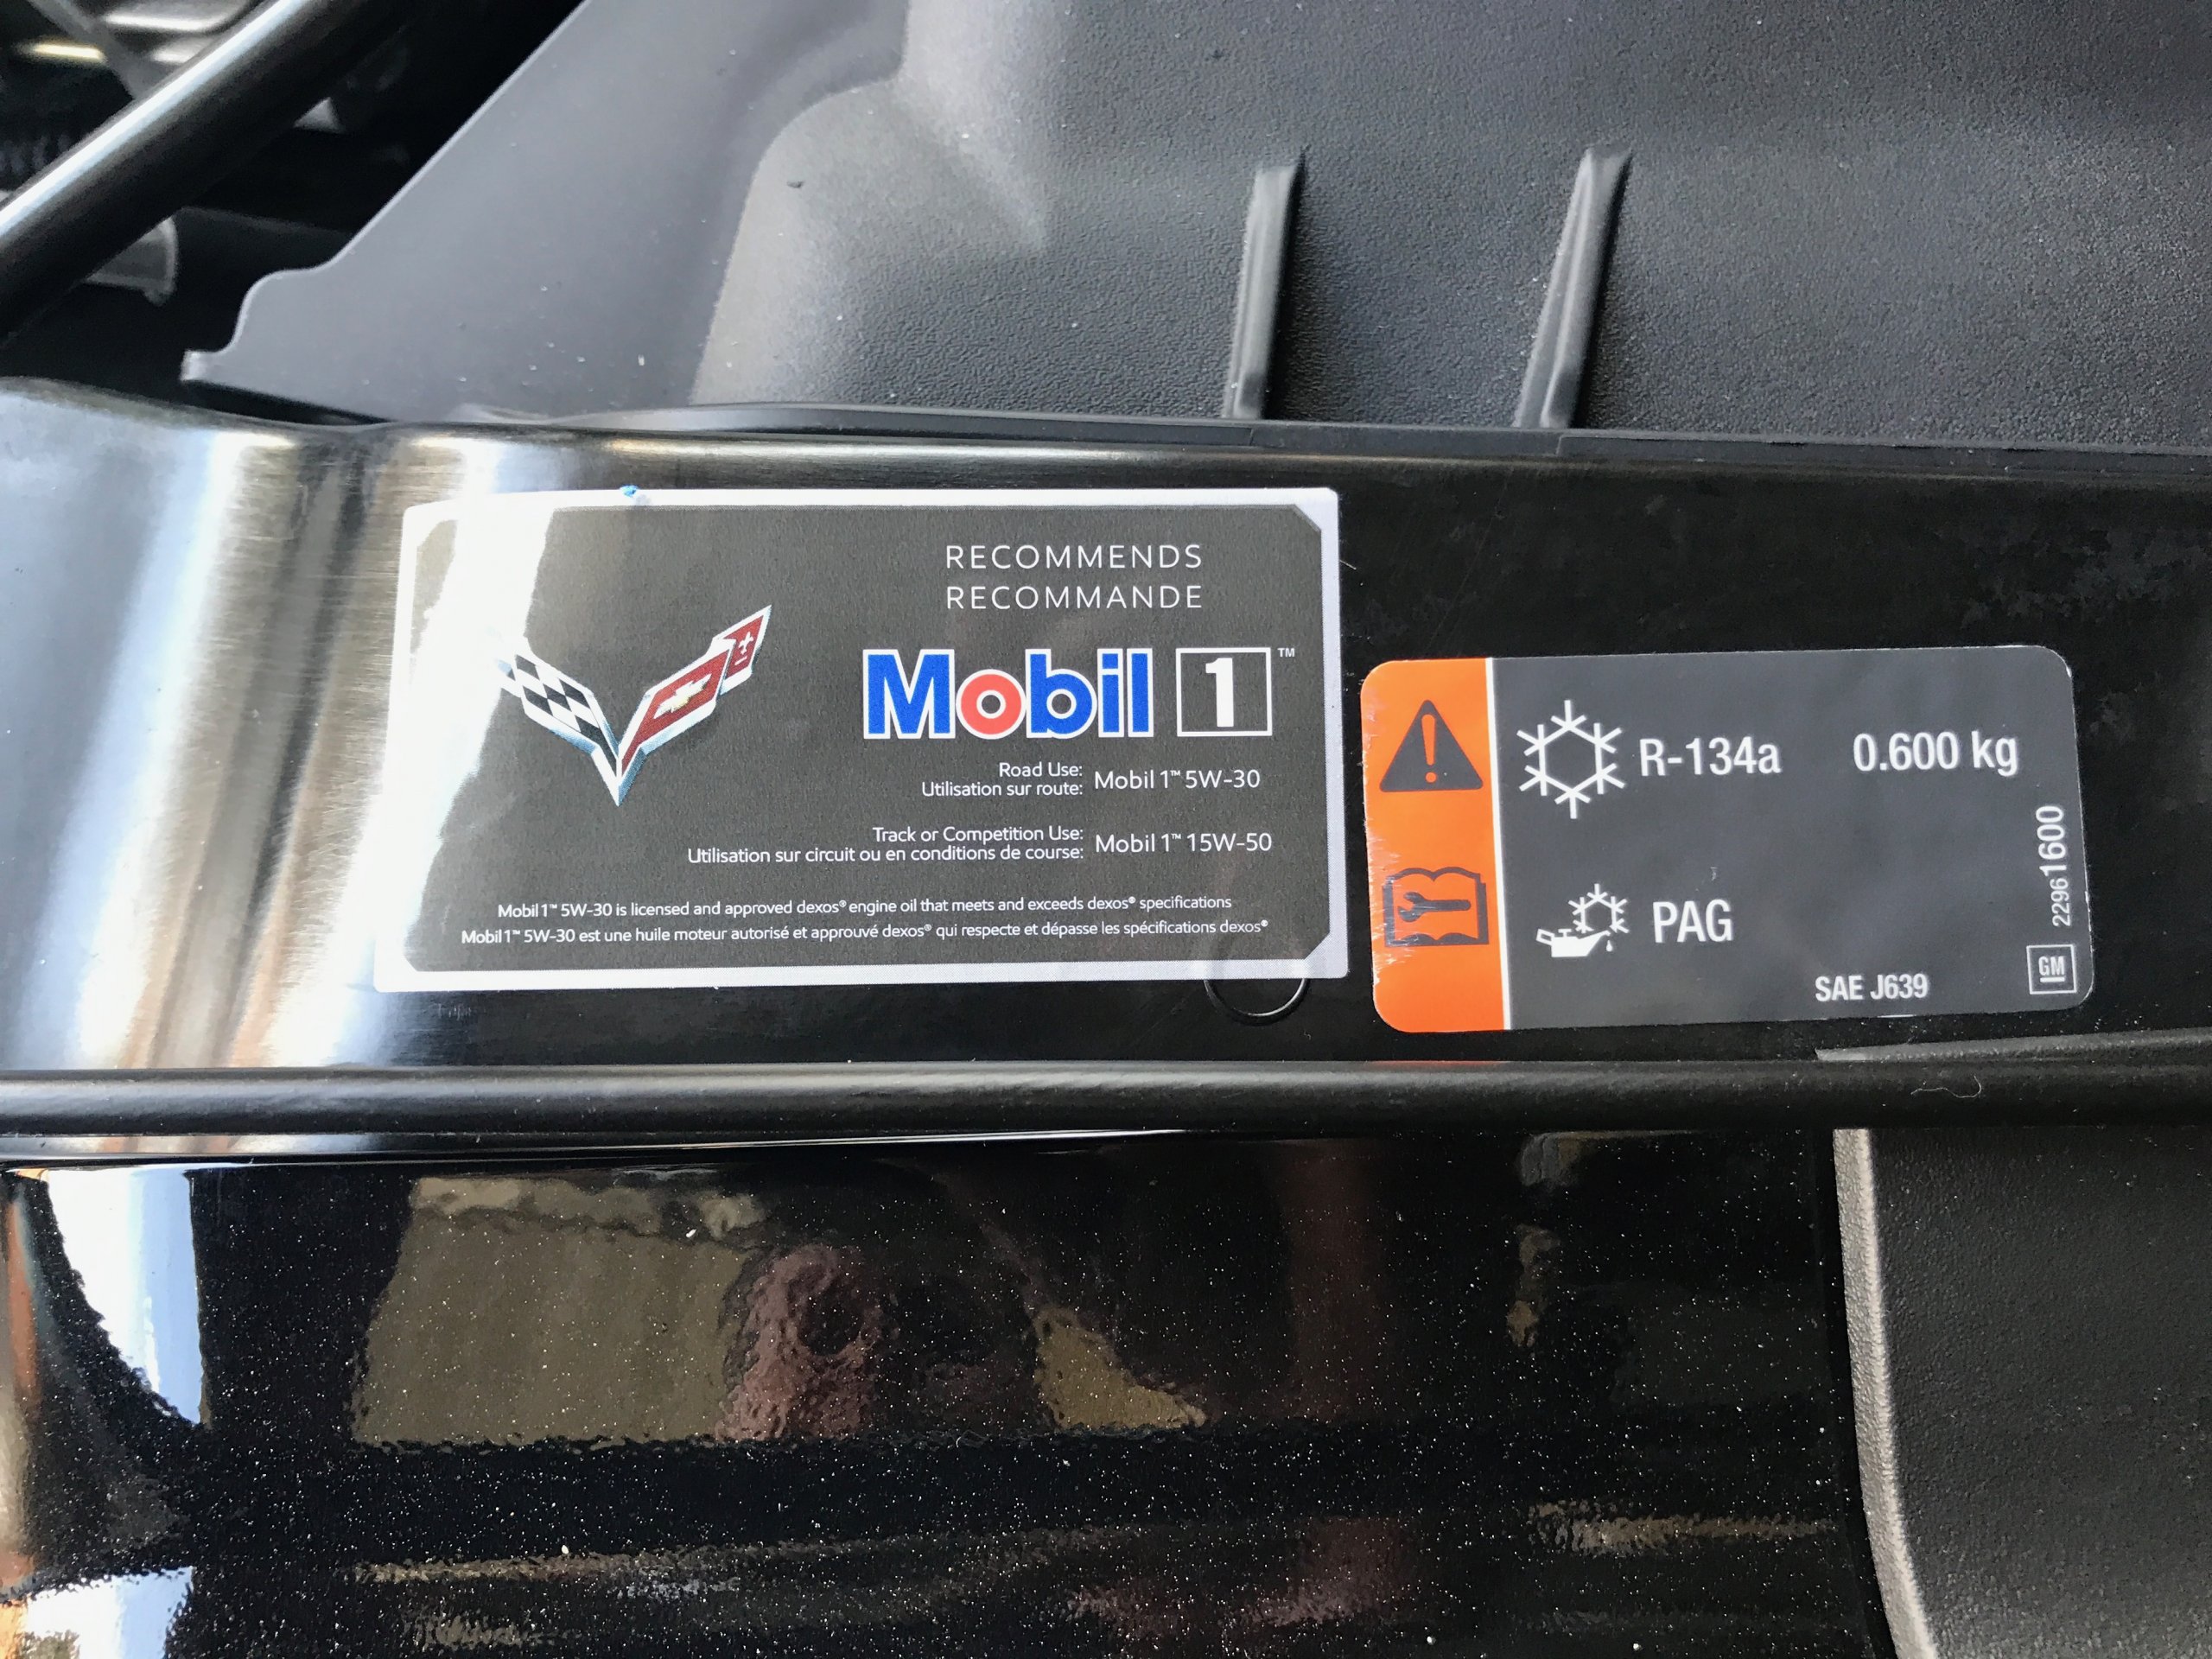 RECOMMENDS
RECOMMANDE
Mobil 1™
Road Use:
Utilisation sur route:
Mobil 1™ 5W-30
Track or Competition Use:
Utilisation sur circuit ou en conditions de course:
Mobil 1™ 15W-50
Mobil 1™ 5W-30 is licensed and approved dexos® engine oil that meets and exceeds dexos® specifications
Mobil 1™ 5W-30 est une huile moteur autorisé et approuvé dexos® qui respecte et dépasse les spécifications dexos®
R-134a 0.600 kg
PAG
SAE J639
22961600
GM